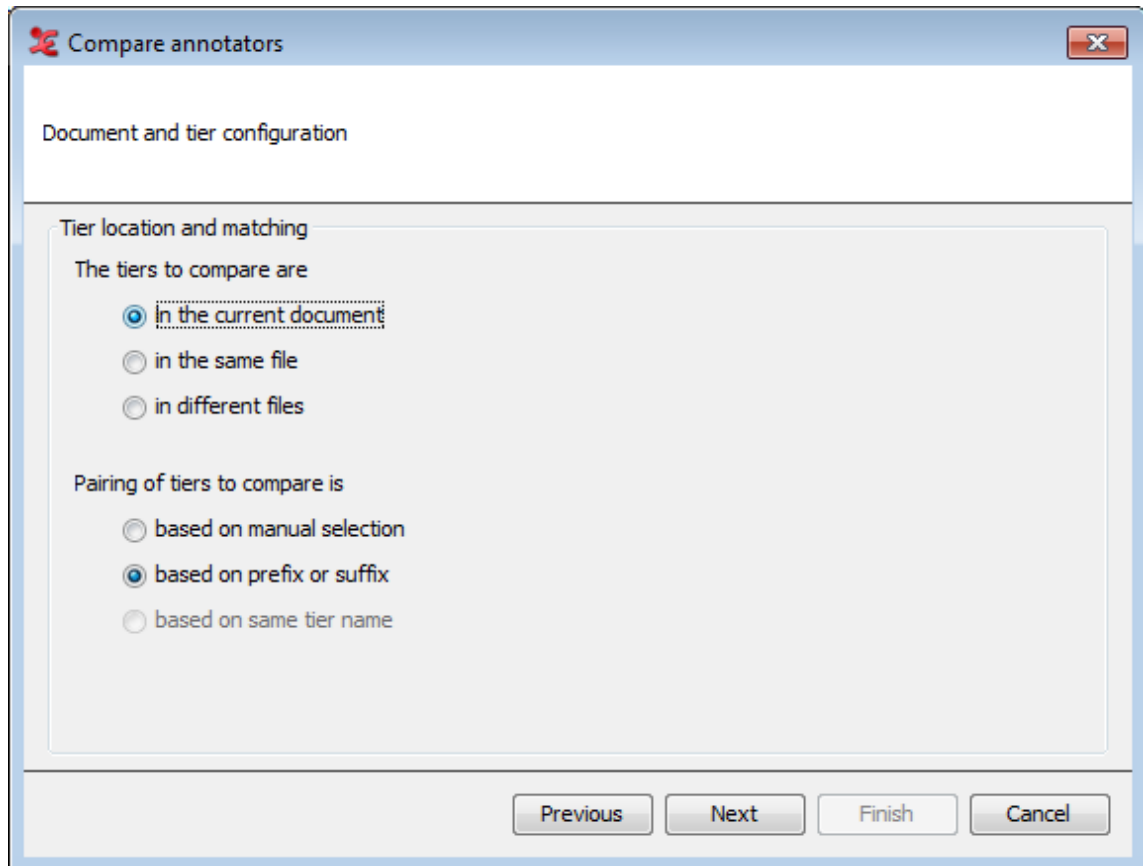 Compare annotators
Document and tier configuration
Tier location and matching
The tiers to compare are
in the current document
in the same file
in different files
Pairing of tiers to compare is
based on manual selection
based on prefix or suffix
based on same tier name
Previous Next Finish Cancel